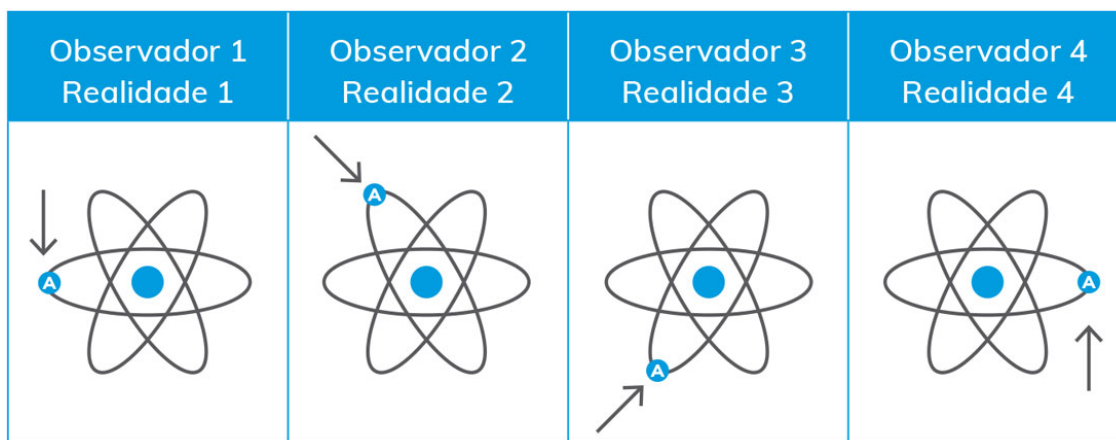 Observador 1
Realidade 1
Observador 2
Realidade 2
Observador 3
Realidade 3
Observador 4
Realidade 4
A
A
A
A